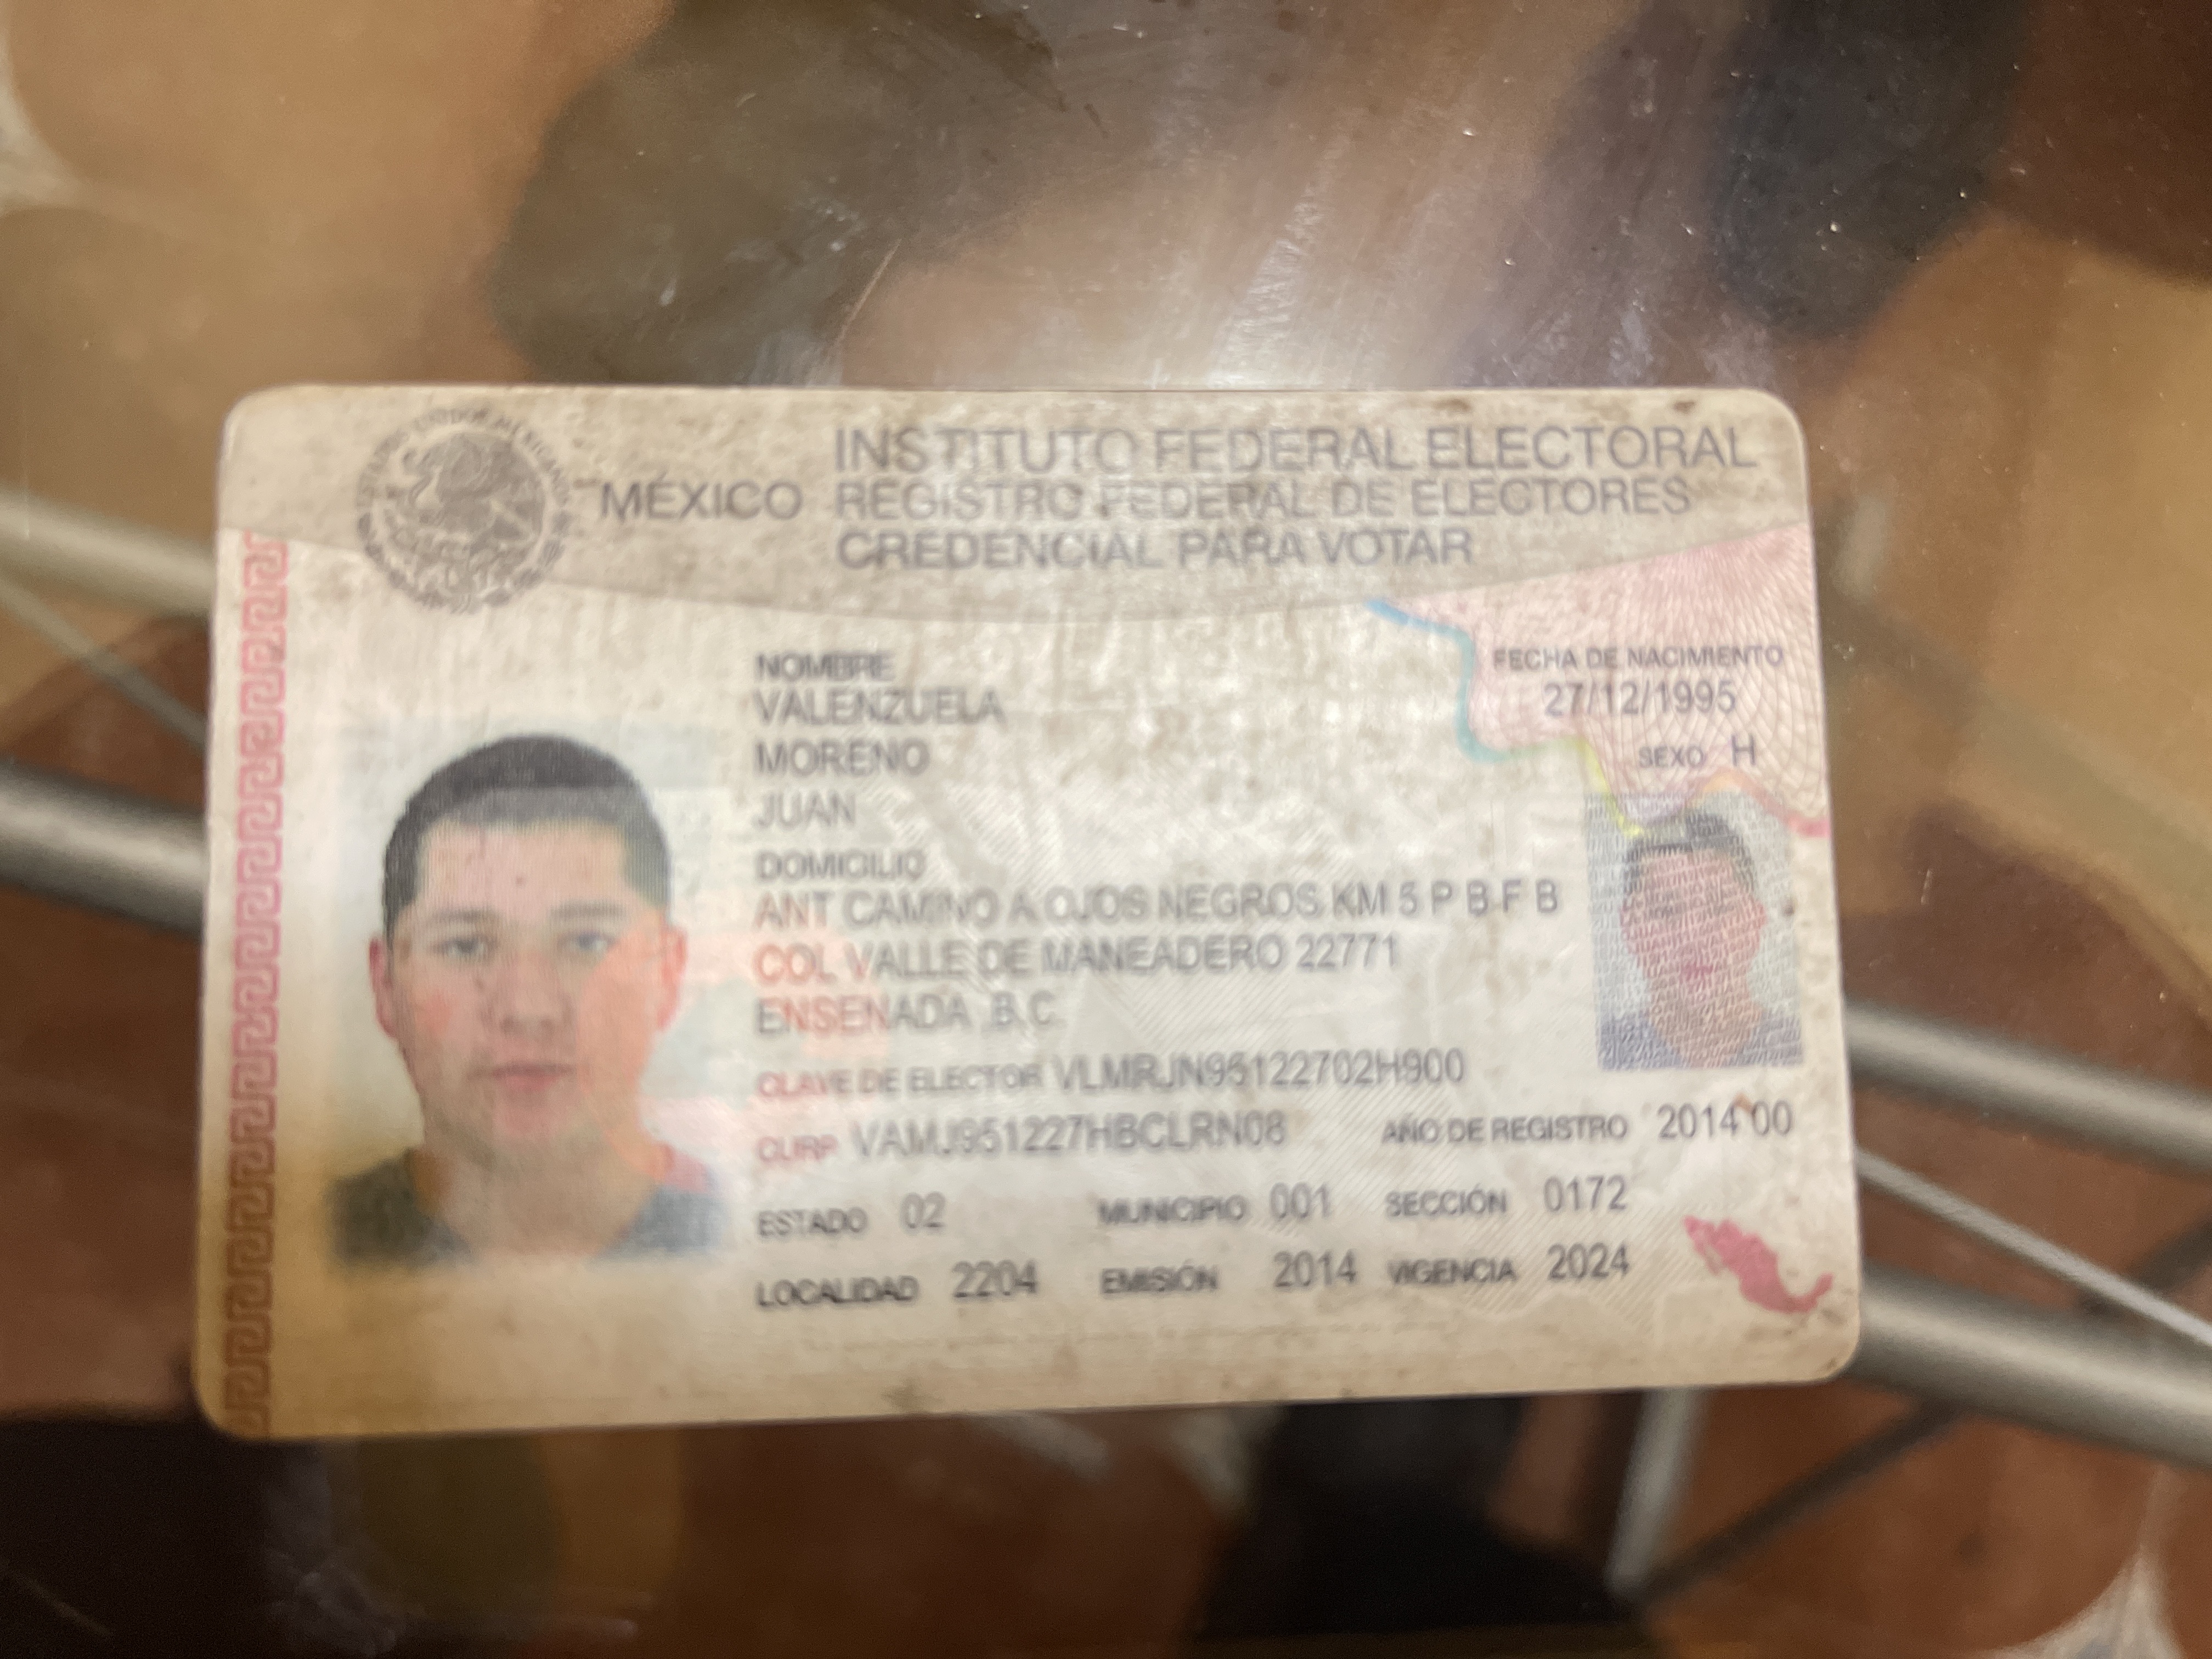 MÉXICO
INSTITUTO FEDERAL ELECTORAL
REGISTRO FEDERAL DE ELECTORES
CREDENCIAL PARA VOTAR
NOMBRE
VALENZUELA
MORENO
JUAN
FECHA DE NACIMIENTO
27/12/1995
SEXO H
DOMICILIO
ANT CAMINO A OJOS NEGROS KM 5 P B F B
COL VALLE DE MANEADERO 22771
ENSENADA, B.C.
CLAVE DE ELECTOR VLMRJN95122702H900
CURP VAMJ951227HBCLRN08 AÑO DE REGISTRO 2014 00
ESTADO 02 MUNICIPIO 001 SECCIÓN 0172
LOCALIDAD 2204 EMISIÓN 2014 VIGENCIA 2024